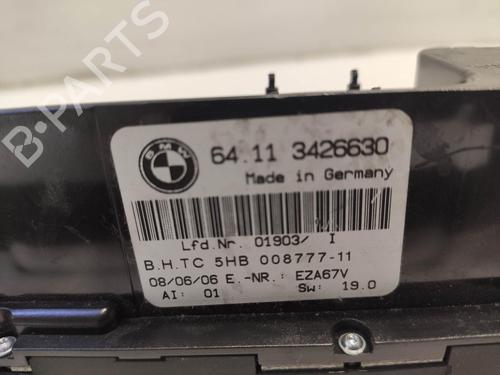 B-PARTS
BMW
64.11 3426630
Made in Germany
Lfd.Nr. 01903/ I
B.H.TC 5HB 008777-11
08/06/06 E.-NR.: EZA67V
AI: 01 SW: 19.0